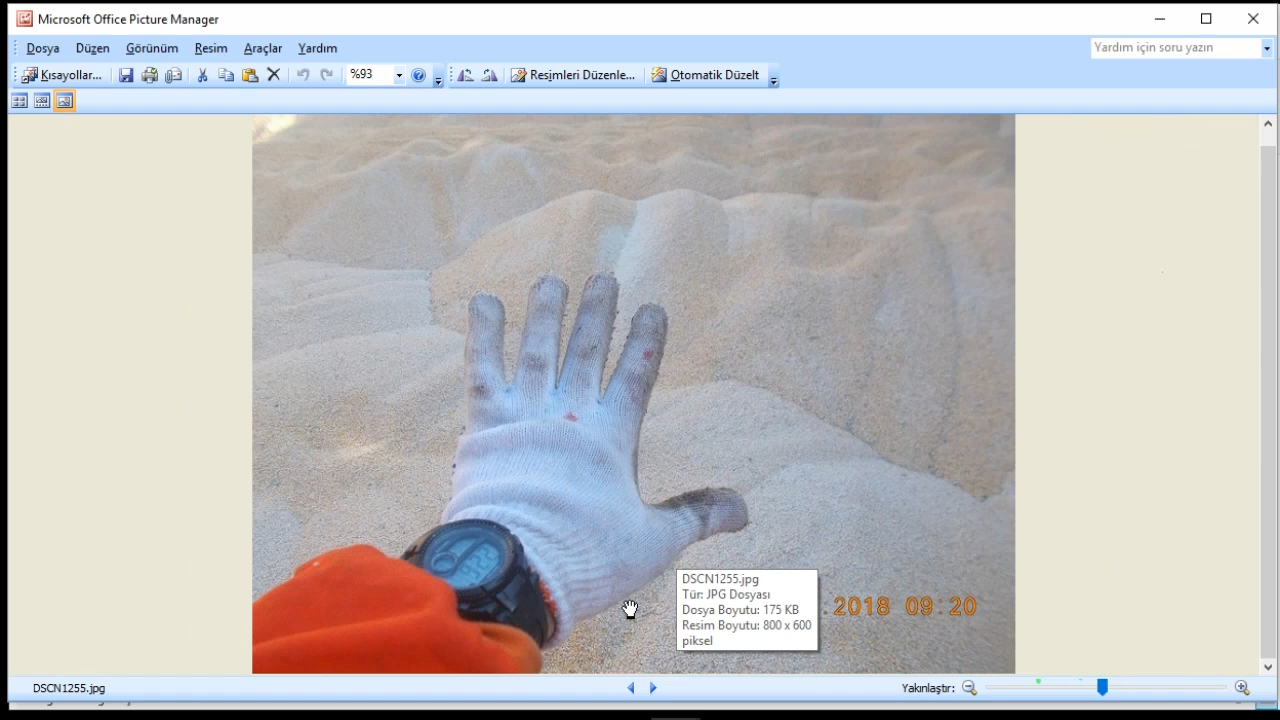 Microsoft Office Picture Manager
Dosya Düzen Görünüm Resim Araçlar Yardım
Yardım için soru yazın
Kısayollar... %93 Resimleri Düzenle... Otomatik Düzelt
DSCN1255.jpg
Tür: JPG Dosyası
Dosya Boyutu: 175 KB
Resim Boyutu: 800 x 600
piksel
.2018 09:20
DSCN1255.jpg
Yakınlaştır: